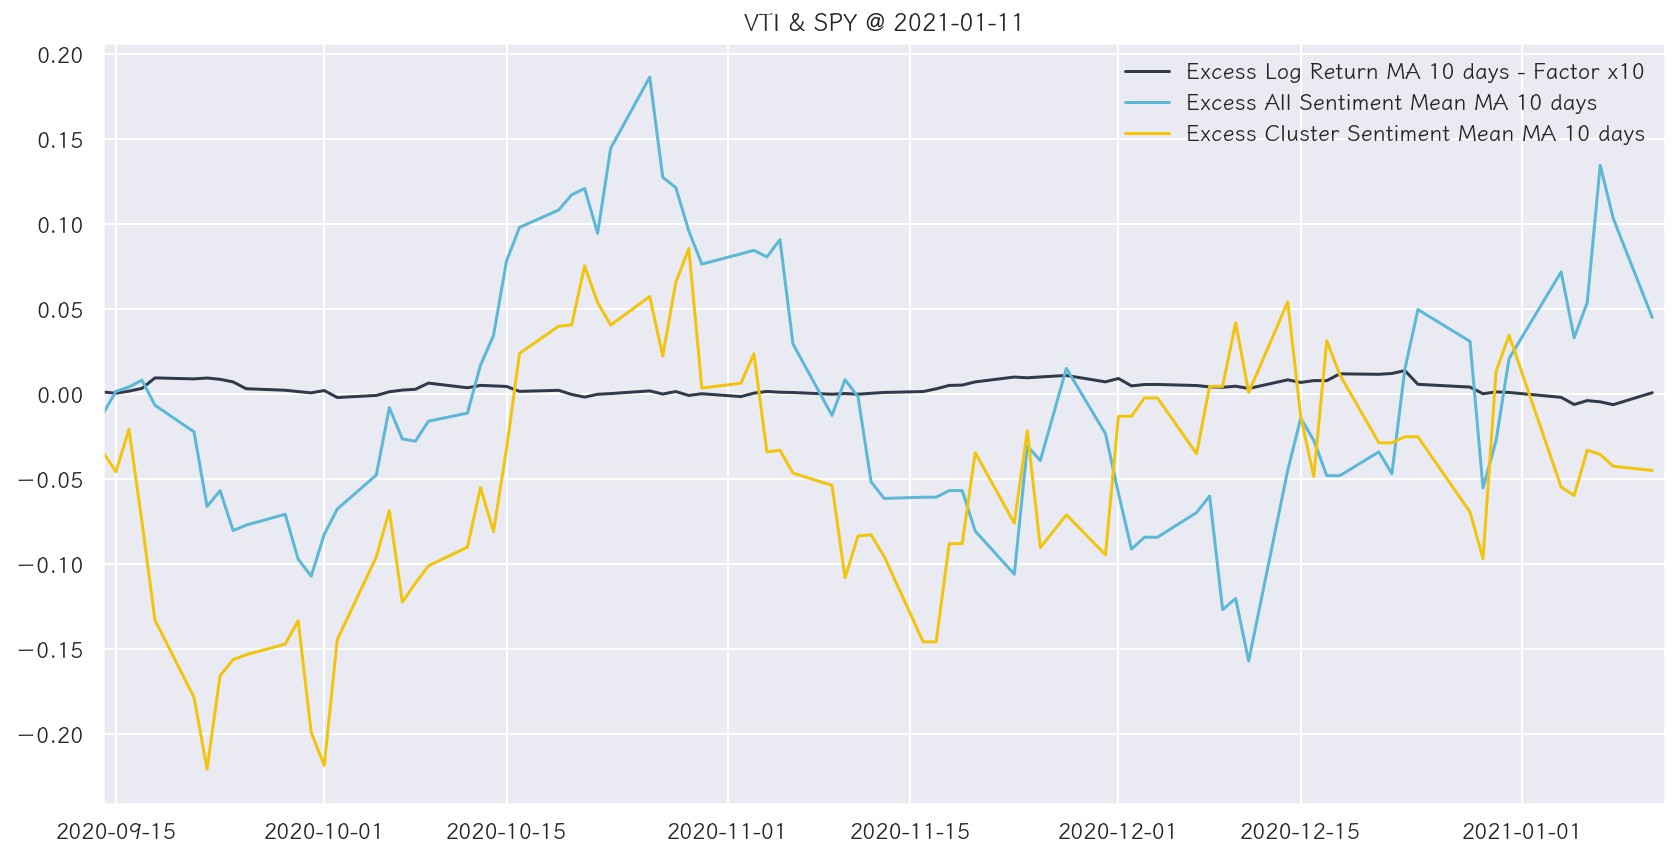 VTI & SPY @ 2021-01-11
Excess Log Return MA 10 days - Factor x10
Excess All Sentiment Mean MA 10 days
Excess Cluster Sentiment Mean MA 10 days
0.20
0.15
0.10
0.05
0.00
−0.05
−0.10
−0.15
−0.20
2020-09-15 2020-10-01 2020-10-15 2020-11-01 2020-11-15 2020-12-01 2020-12-15 2021-01-01